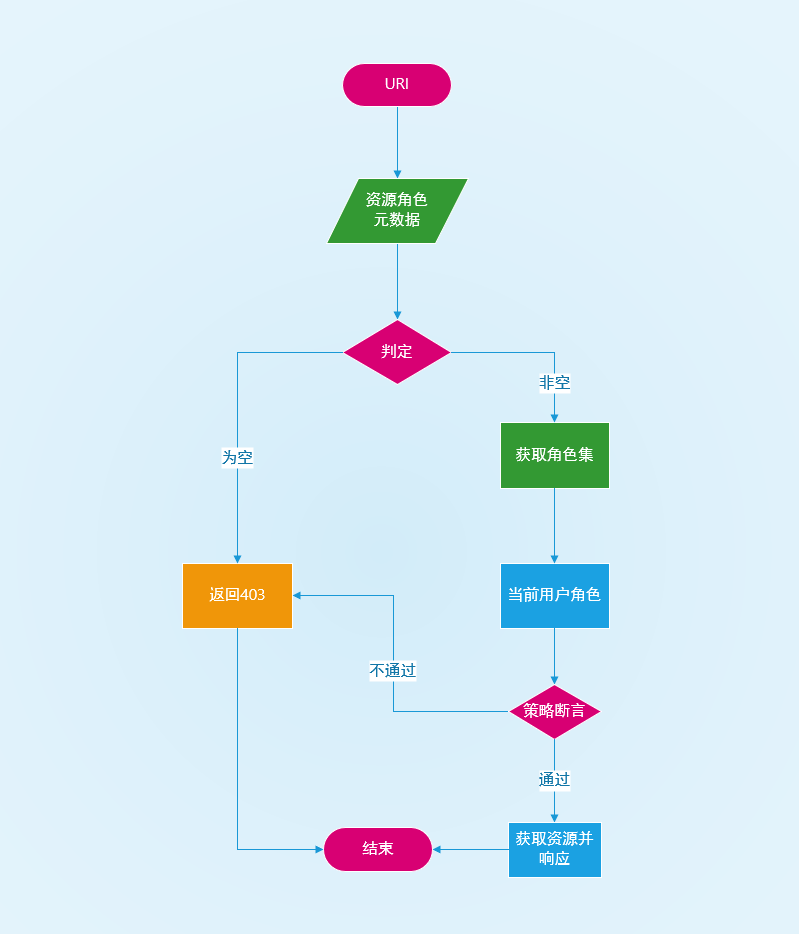 URI
资源角色
元数据
判定
非空
为空
获取角色集
返回403
当前用户角色
不通过
策略断言
通过
获取资源并
响应
结束